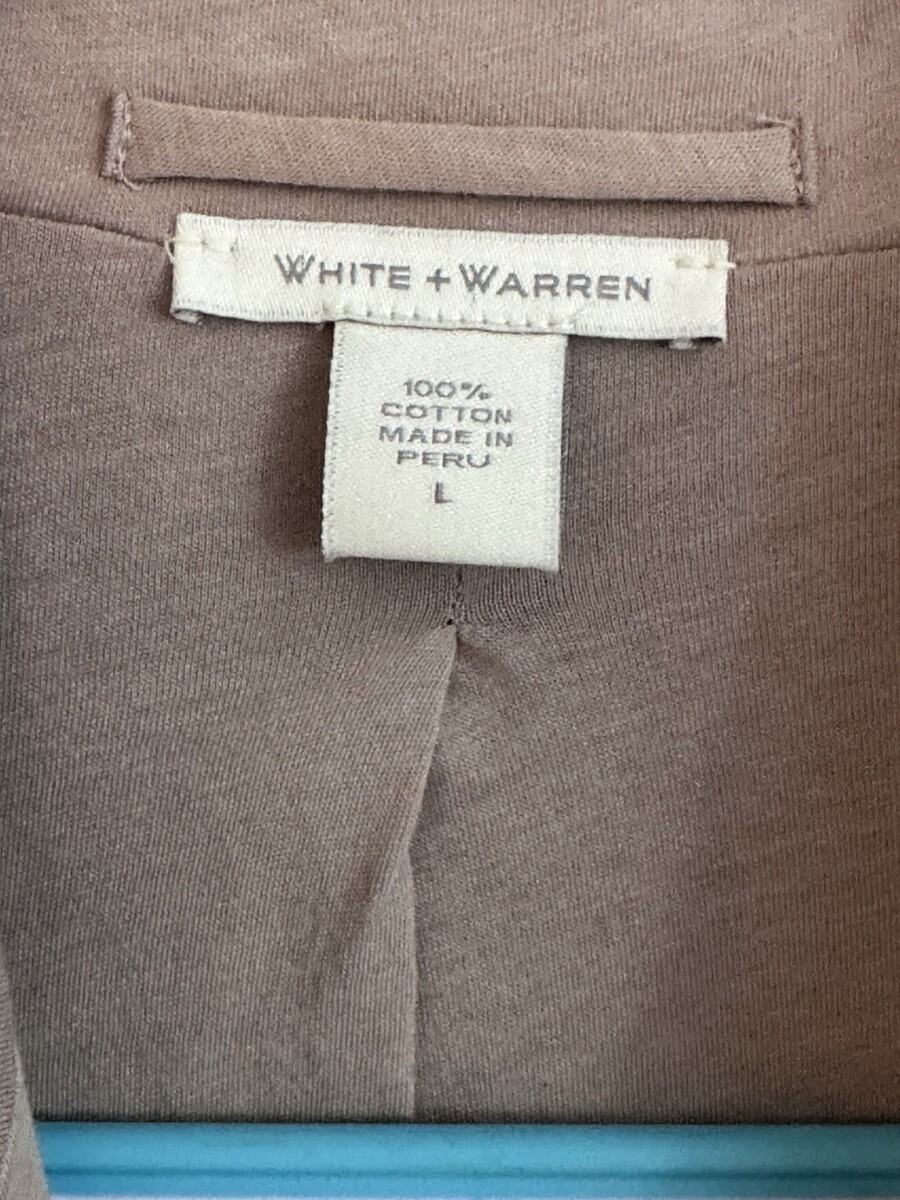 WHITE + WARREN
100%
COTTON
MADE IN
PERU
L